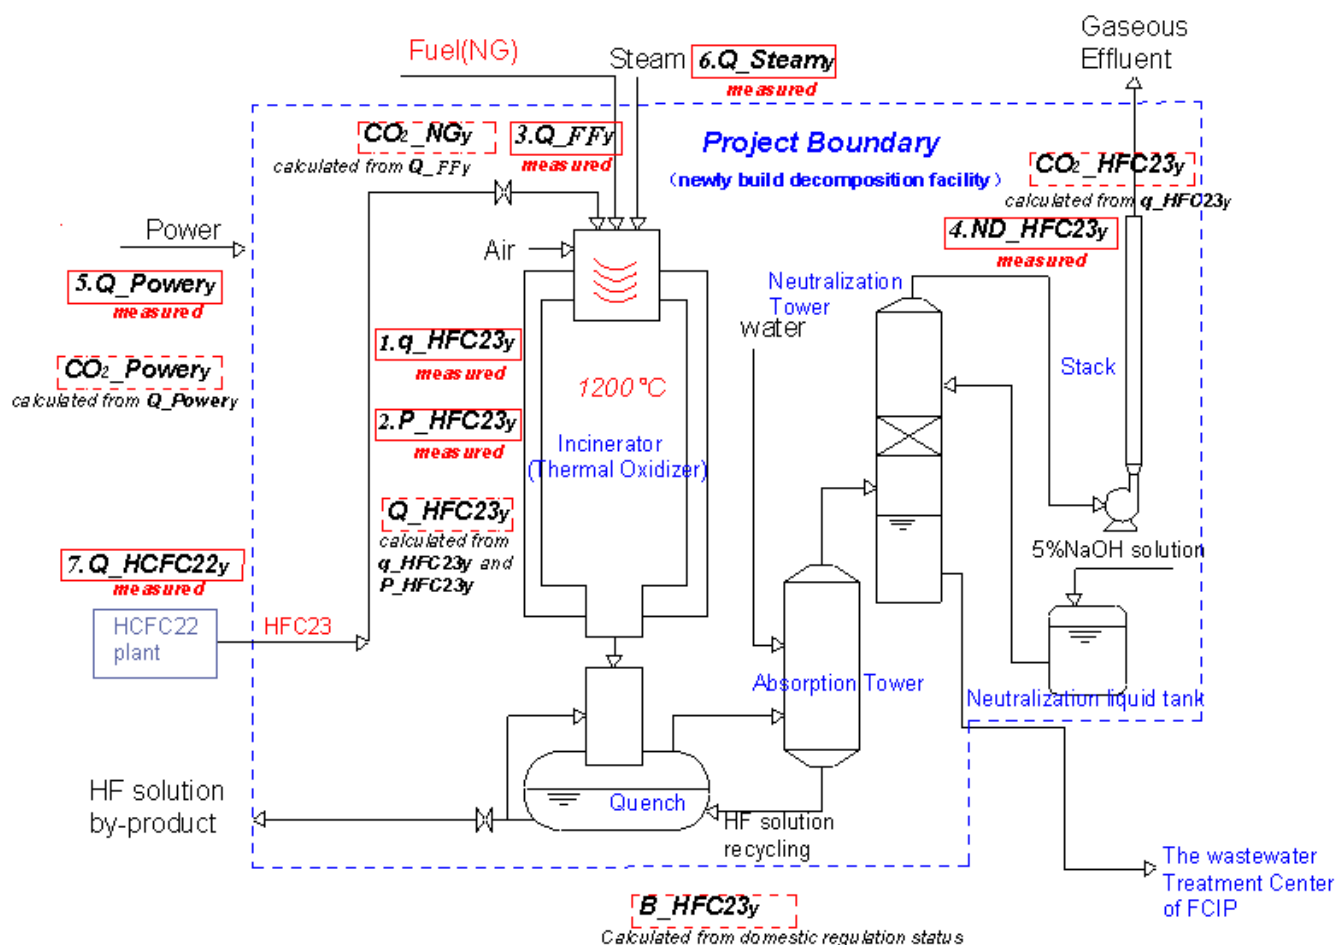 Gaseous
Effluent
Fuel(NG)
Steam
6.Q_Steamy
measured
CO2_NGy
calculated from Q_FFy
3.Q_FFy
measured
Project Boundary
(newly build decomposition facility)
CO2_HFC23y
calculated from q_HFC23y
Power
5.Q_Powery
measured
CO2_Powery
calculated from Q_Powery
Air
4.ND_HFC23y
measured
Neutralization
Tower
water
Stack
1.q_HFC23y
measured
1200℃
2.P_HFC23y
measured
Incinerator
(Thermal Oxidizer)
Q_HFC23y
calculated from
q_HFC23y and
P_HFC23y
5%NaOH solution
7.Q_HCFC22y
measured
HCFC22
plant
HFC23
Absorption Tower
Neutralization liquid tank
HF solution
by-product
Quench
HF solution
recycling
The wastewater
Treatment Center
of FCIP
B_HFC23y
Calculated from domestic regulation status